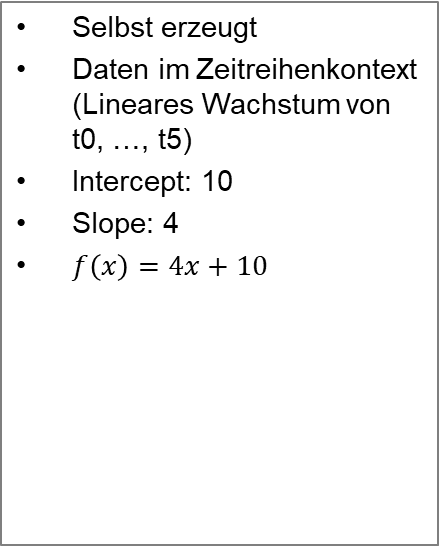 • Selbst erzeugt
• Daten im Zeitreihenkontext
(Lineares Wachstum von
t0, …, t5)
• Intercept: 10
• Slope: 4
• 𝑓(𝑥) = 4𝑥 + 10